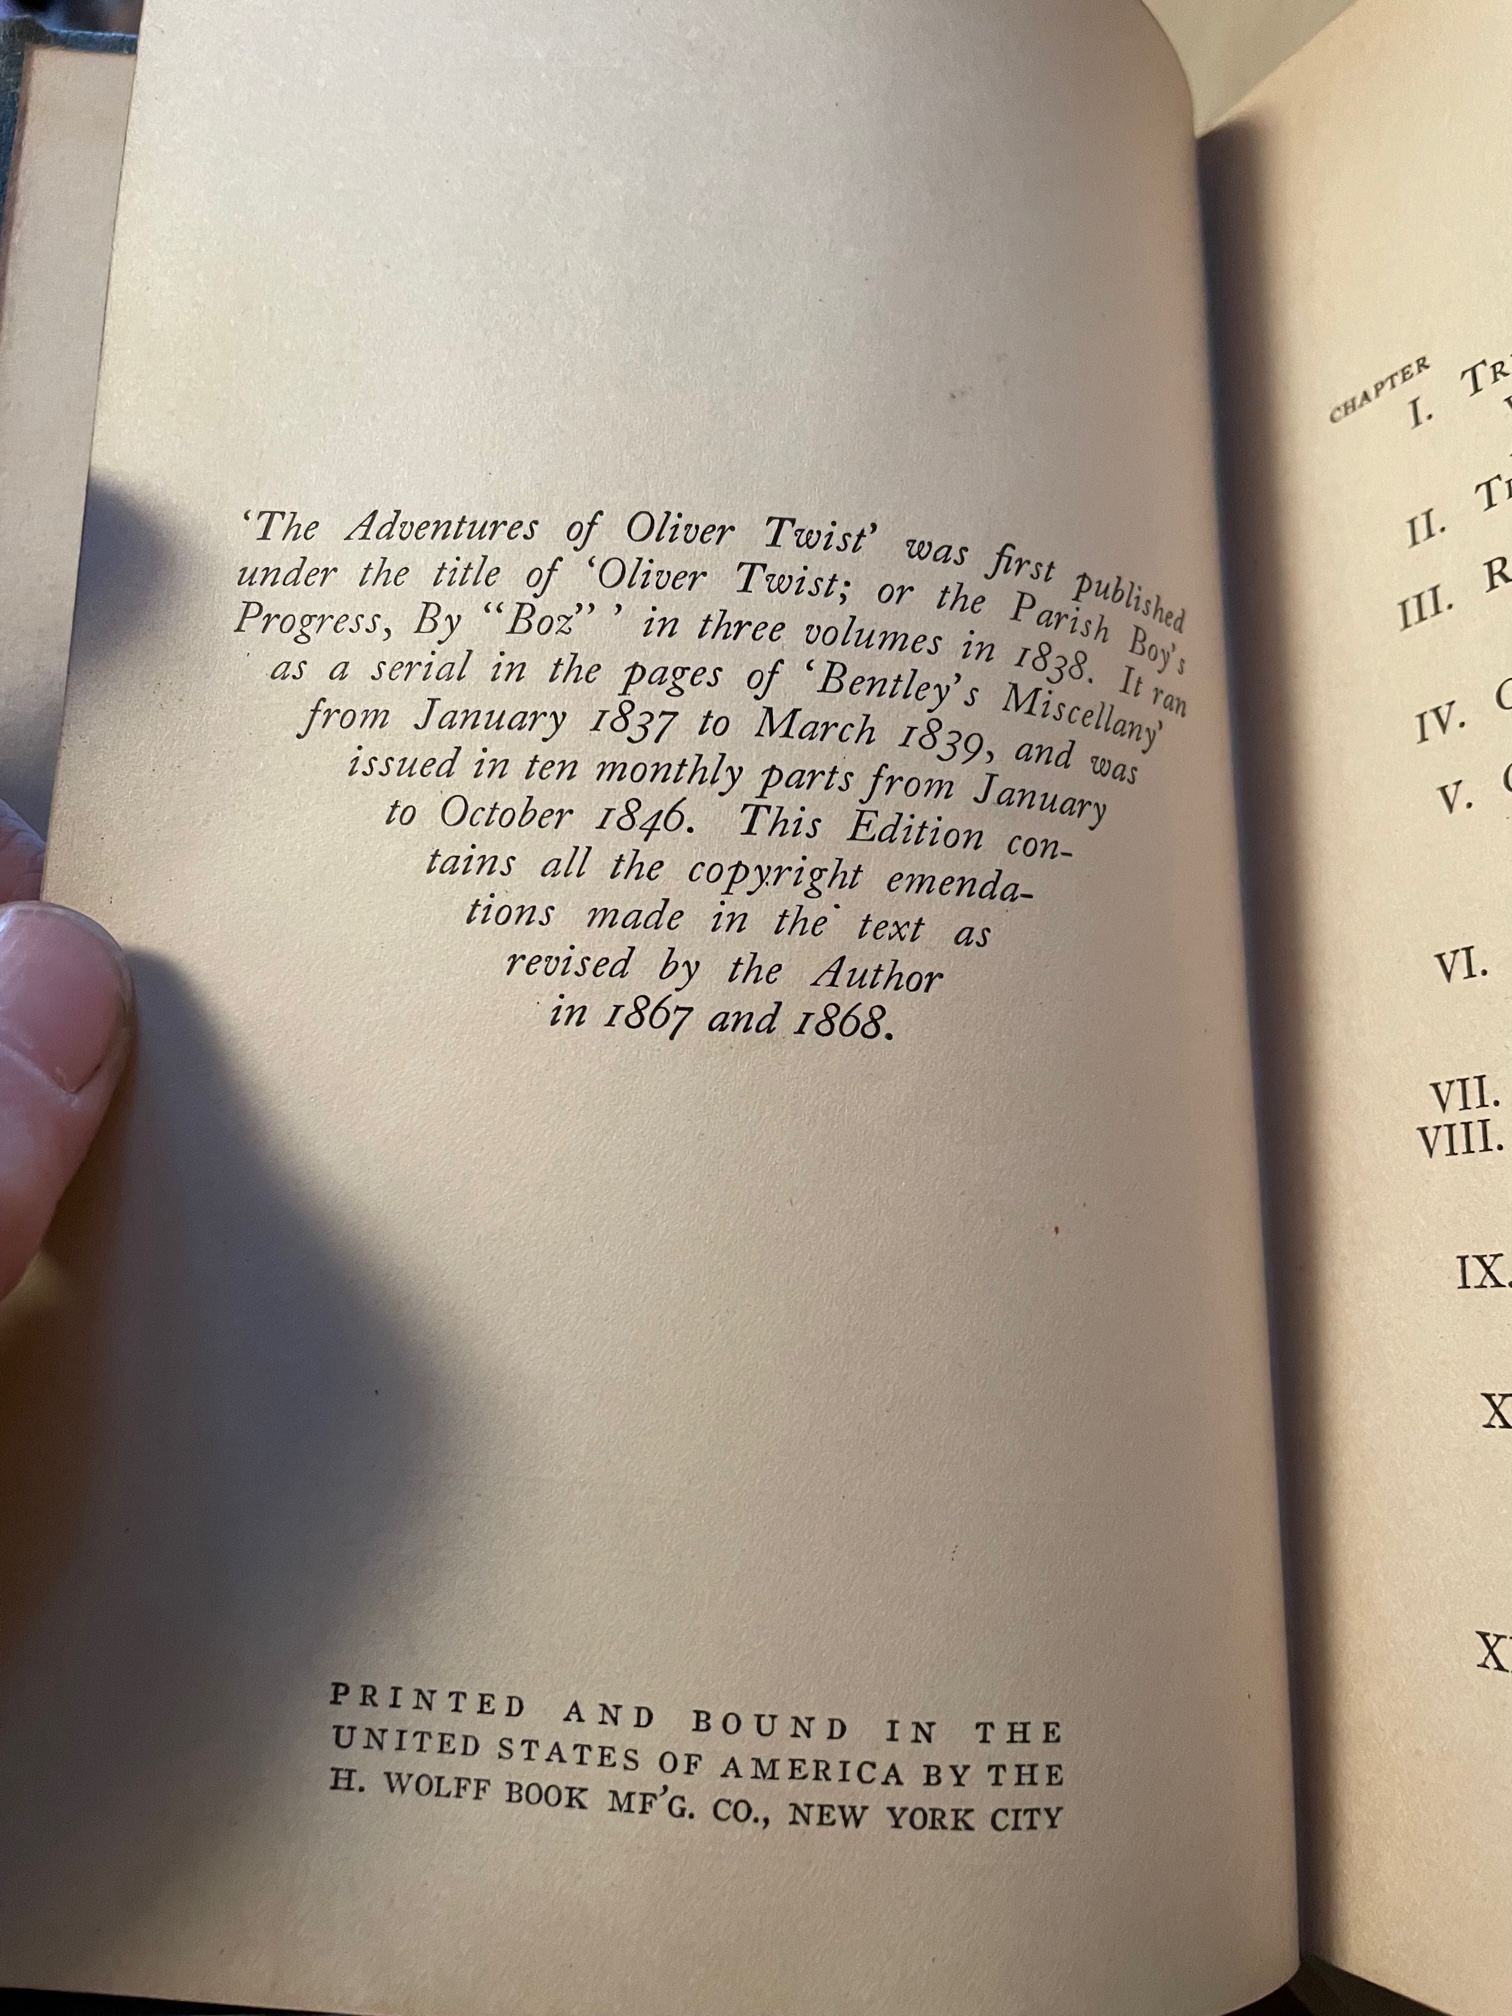 ‘The Adventures of Oliver Twist’ was first published
under the title of ‘Oliver Twist; or the Parish Boy's
Progress, By “Boz” ’ in three volumes in 1838. It ran
as a serial in the pages of ‘Bentley's Miscellany’
from January 1837 to March 1839, and was
issued in ten monthly parts from January
to October 1846. This Edition con-
tains all the copyright emenda-
tions made in the text as
revised by the Author
in 1867 and 1868.
PRINTED AND BOUND IN THE
UNITED STATES OF AMERICA BY THE
H. WOLFF BOOK MF'G. CO., NEW YORK CITY
CHAPTER
I.
II.
III.
IV.
V.
VI.
VII.
VIII.
IX.